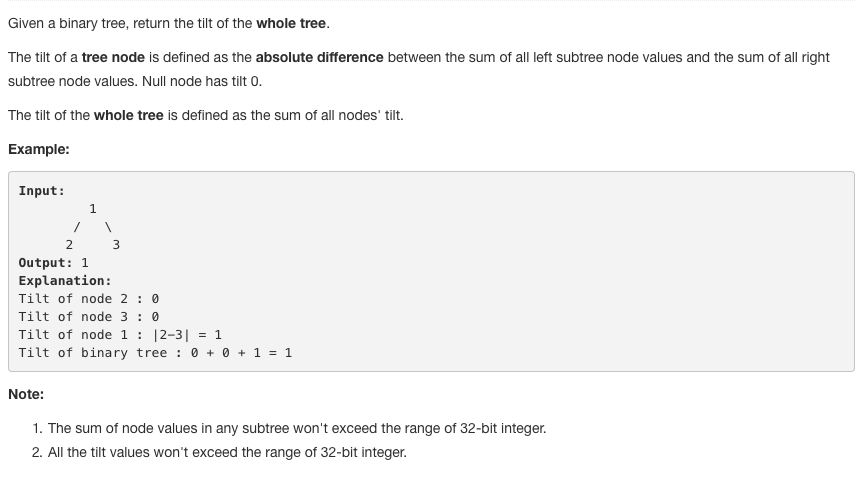 Given a binary tree, return the tilt of the whole tree.
The tilt of a tree node is defined as the absolute difference between the sum of all left subtree node values and the sum of all right
subtree node values. Null node has tilt 0.
The tilt of the whole tree is defined as the sum of all nodes' tilt.
Example:
Input:
1
/ \
2 3
Output: 1
Explanation:
Tilt of node 2 : 0
Tilt of node 3 : 0
Tilt of node 1 : |2-3| = 1
Tilt of binary tree : 0 + 0 + 1 = 1
Note:
1. The sum of node values in any subtree won't exceed the range of 32-bit integer.
2. All the tilt values won't exceed the range of 32-bit integer.